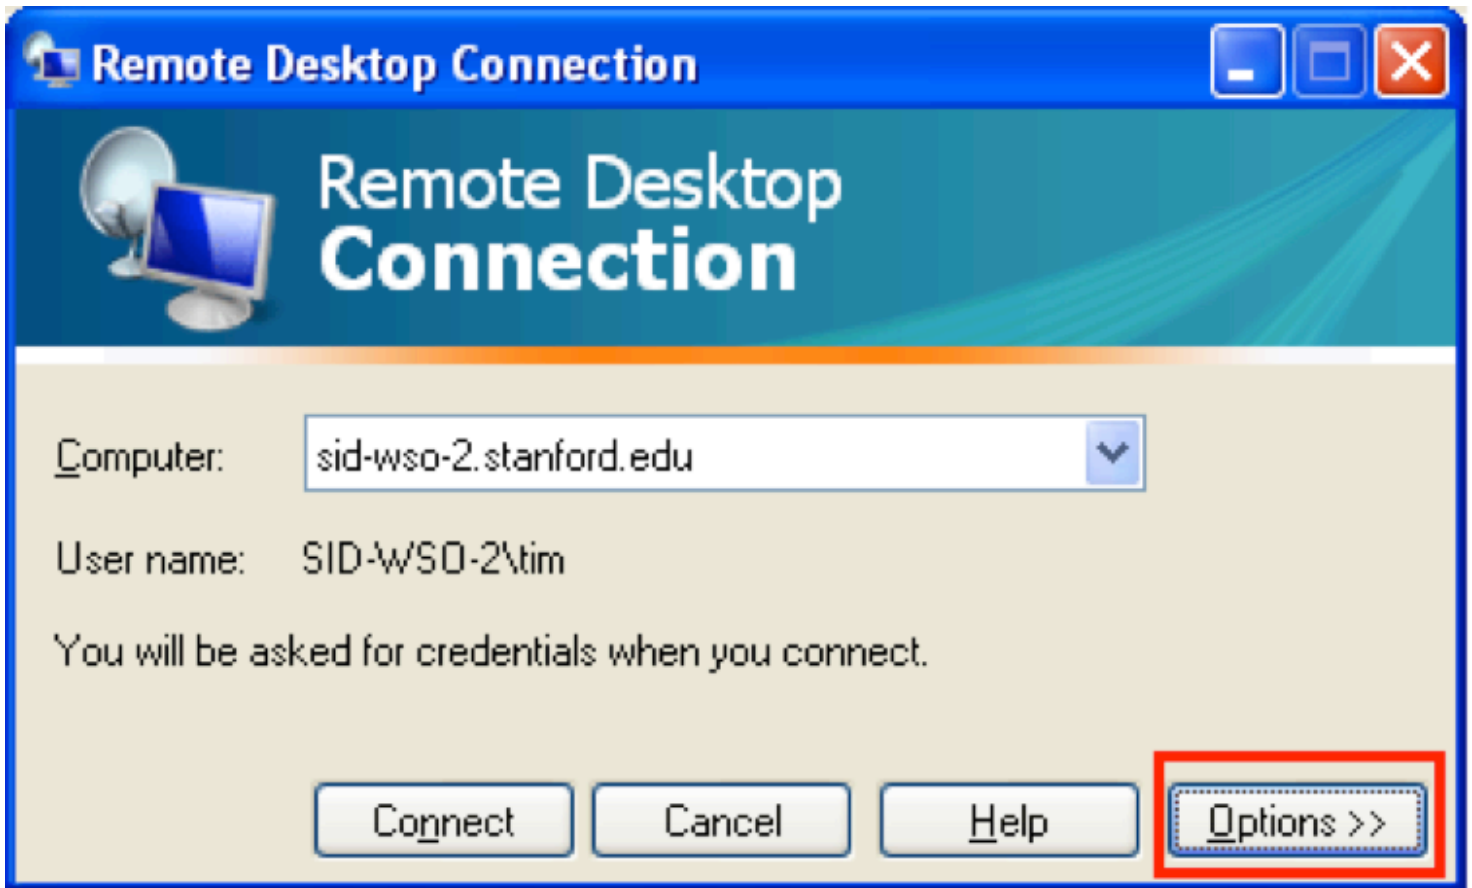 Remote Desktop Connection
Remote Desktop
Connection
Computer: sid-wso-2.stanford.edu
User name: SID-WSO-2\tim
You will be asked for credentials when you connect.
Connect Cancel Help Options >>